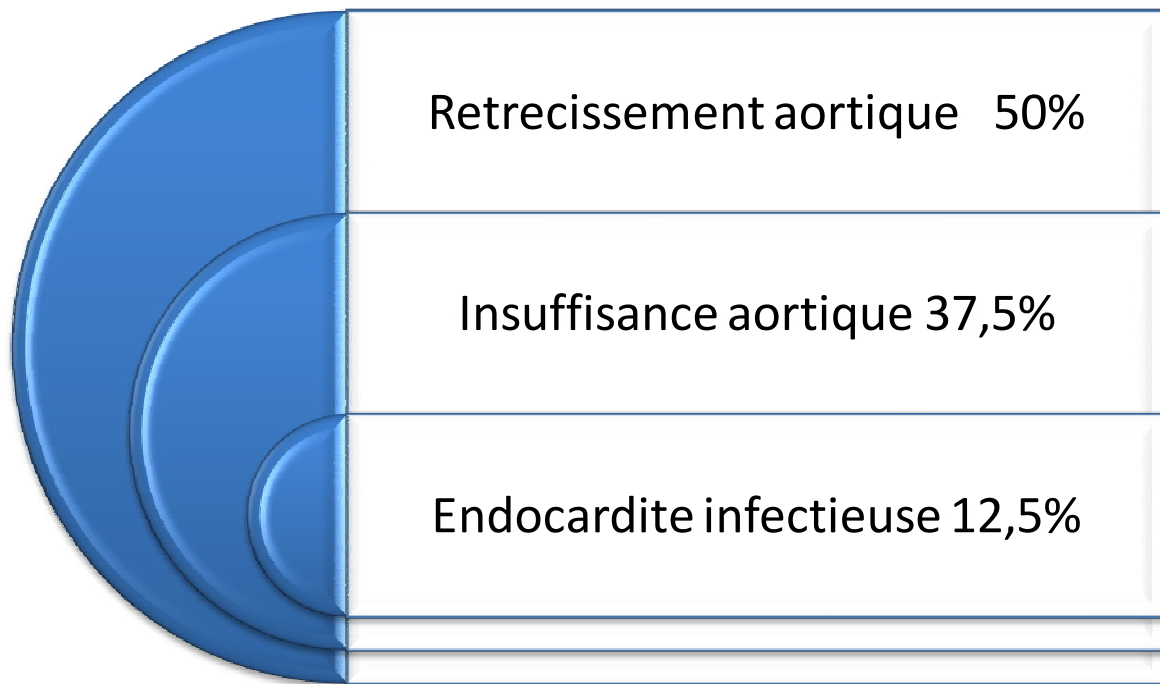 Retrecissement aortique 50%
Insuffisance aortique 37,5%
Endocardite infectieuse 12,5%